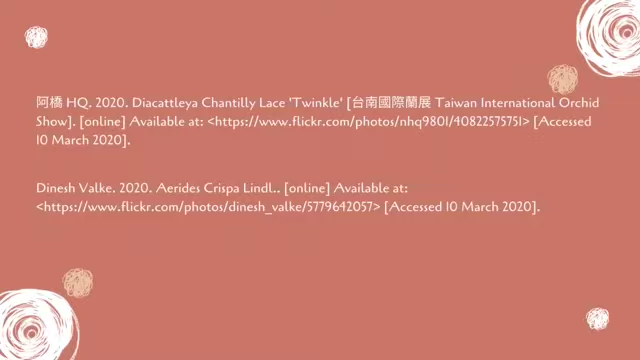 阿橋 HQ. 2020. Diacattleya Chantilly Lace 'Twinkle' [台南國際蘭展 Taiwan International Orchid
Show]. [online] Available at: <https://www.flickr.com/photos/nhq9801/40822575751> [Accessed
10 March 2020].
Dinesh Valke. 2020. Aerides Crispa Lindl.. [online] Available at:
<https://www.flickr.com/photos/dinesh_valke/5779642057> [Accessed 10 March 2020].